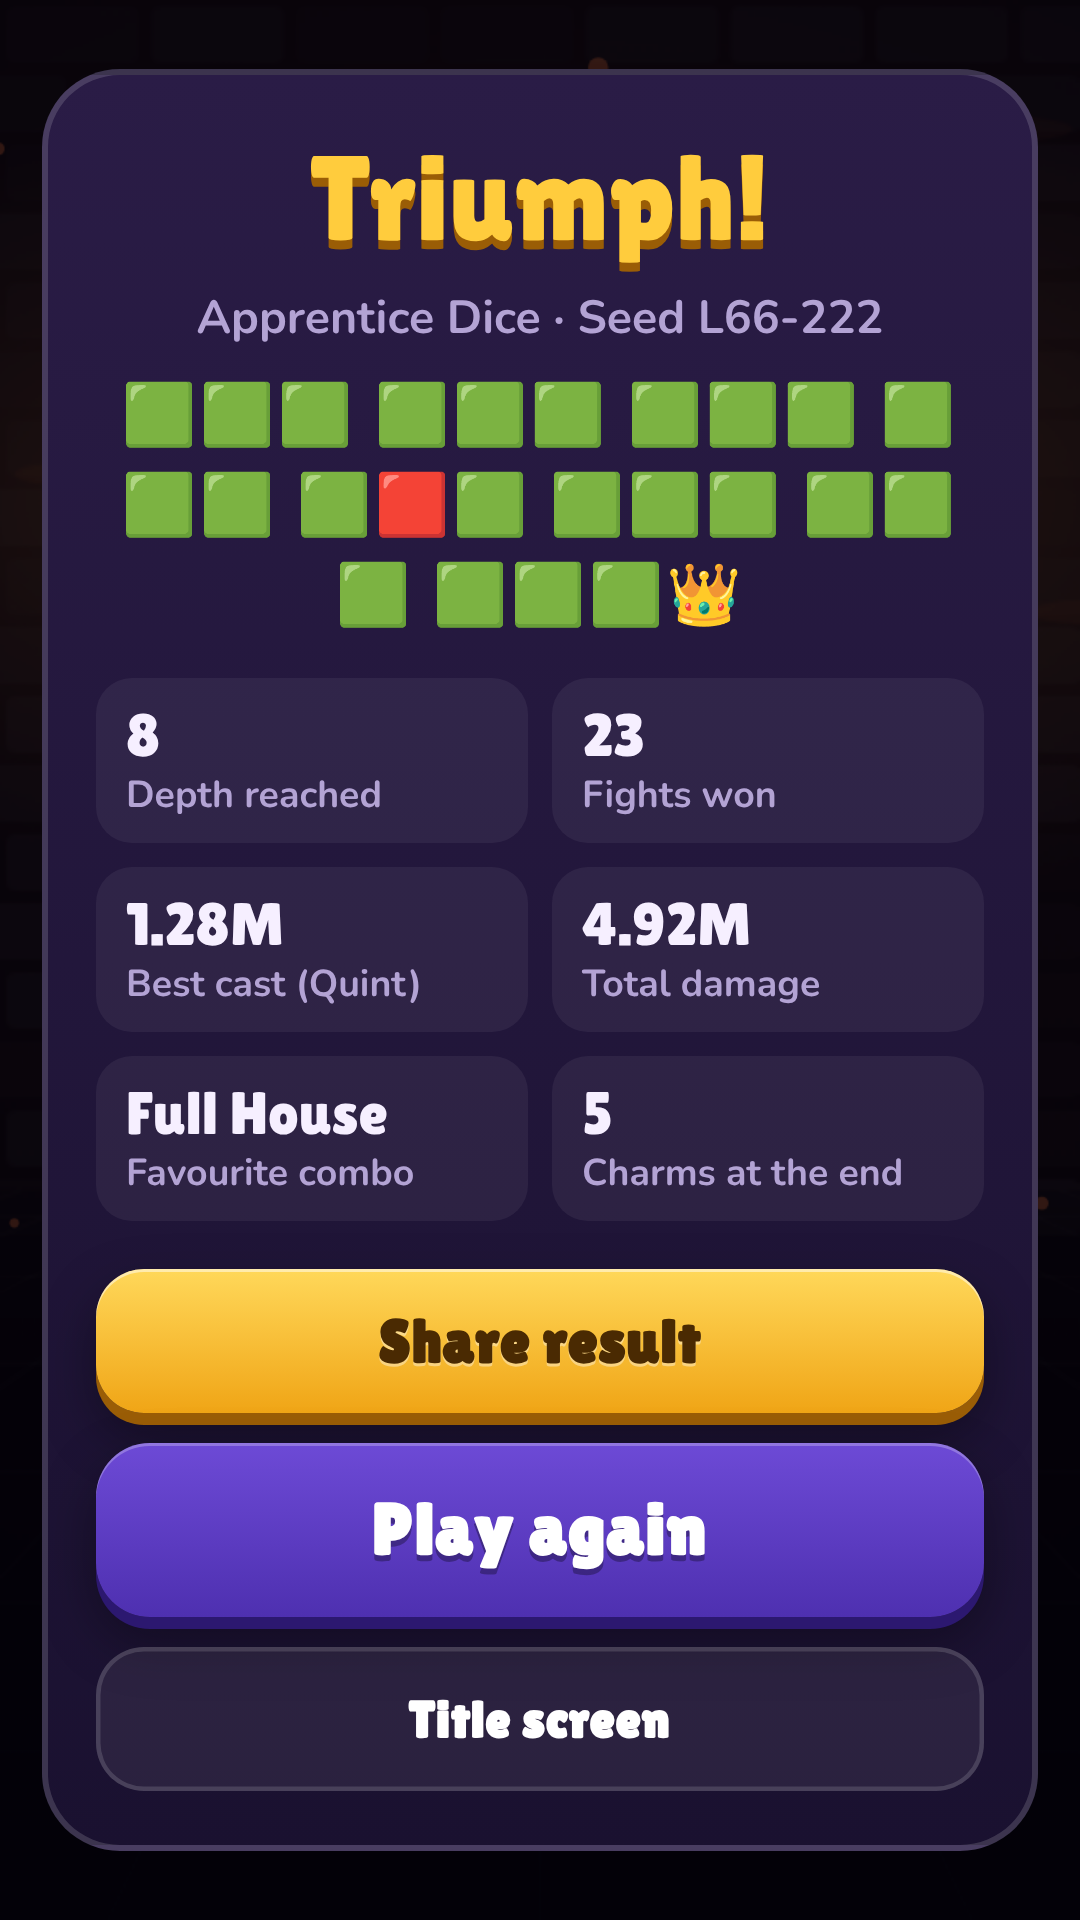 Triumph!
Apprentice Dice · Seed L66-222
8
Depth reached
23
Fights won
1.28M
Best cast (Quint)
4.92M
Total damage
Full House
Favourite combo
5
Charms at the end
Share result
Play again
Title screen